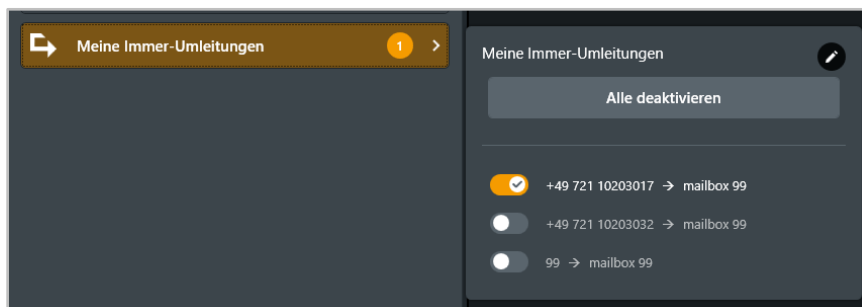 Meine Immer-Umleitungen 1
Meine Immer-Umleitungen
Alle deaktivieren
+49 721 10203017 → mailbox 99
+49 721 10203032 → mailbox 99
99 → mailbox 99